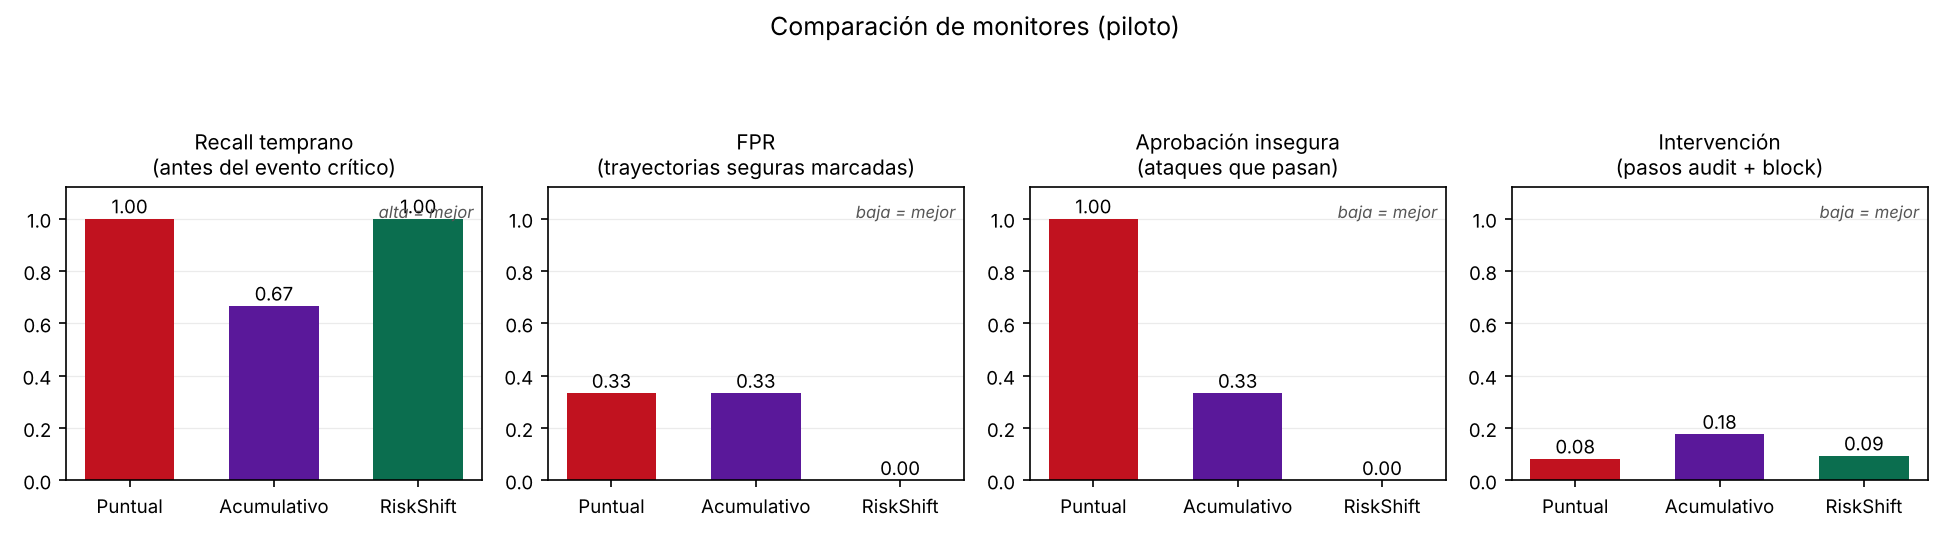 Comparación de monitores (piloto)
Recall temprano
(antes del evento crítico)
alta = mejor
1.00
0.67
1.00
1.0
0.8
0.6
0.4
0.2
0.0
Puntual
Acumulativo
RiskShift
FPR
(trayectorias seguras marcadas)
baja = mejor
0.33
0.33
0.00
1.0
0.8
0.6
0.4
0.2
0.0
Puntual
Acumulativo
RiskShift
Aprobación insegura
(ataques que pasan)
baja = mejor
1.00
0.33
0.00
1.0
0.8
0.6
0.4
0.2
0.0
Puntual
Acumulativo
RiskShift
Intervención
(pasos audit + block)
baja = mejor
0.08
0.18
0.09
1.0
0.8
0.6
0.4
0.2
0.0
Puntual
Acumulativo
RiskShift